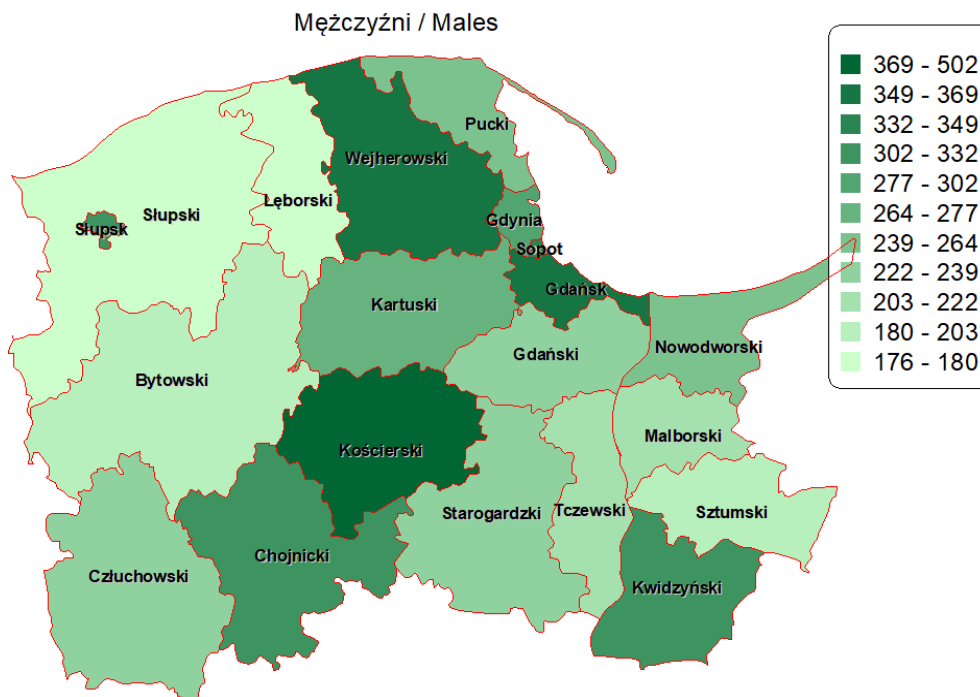 Mężczyźni / Males
369 - 502
349 - 369
332 - 349
302 - 332
277 - 302
264 - 277
239 - 264
222 - 239
203 - 222
180 - 203
176 - 180
Pucki
Wejherowski
Lęborski
Słupski
Słupsk
Gdynia
Sopot
Gdańsk
Kartuski
Gdański
Nowodworski
Bytowski
Malborski
Kościerski
Starogardzki
Tczewski
Sztumski
Chojnicki
Człuchowski
Kwidzyński